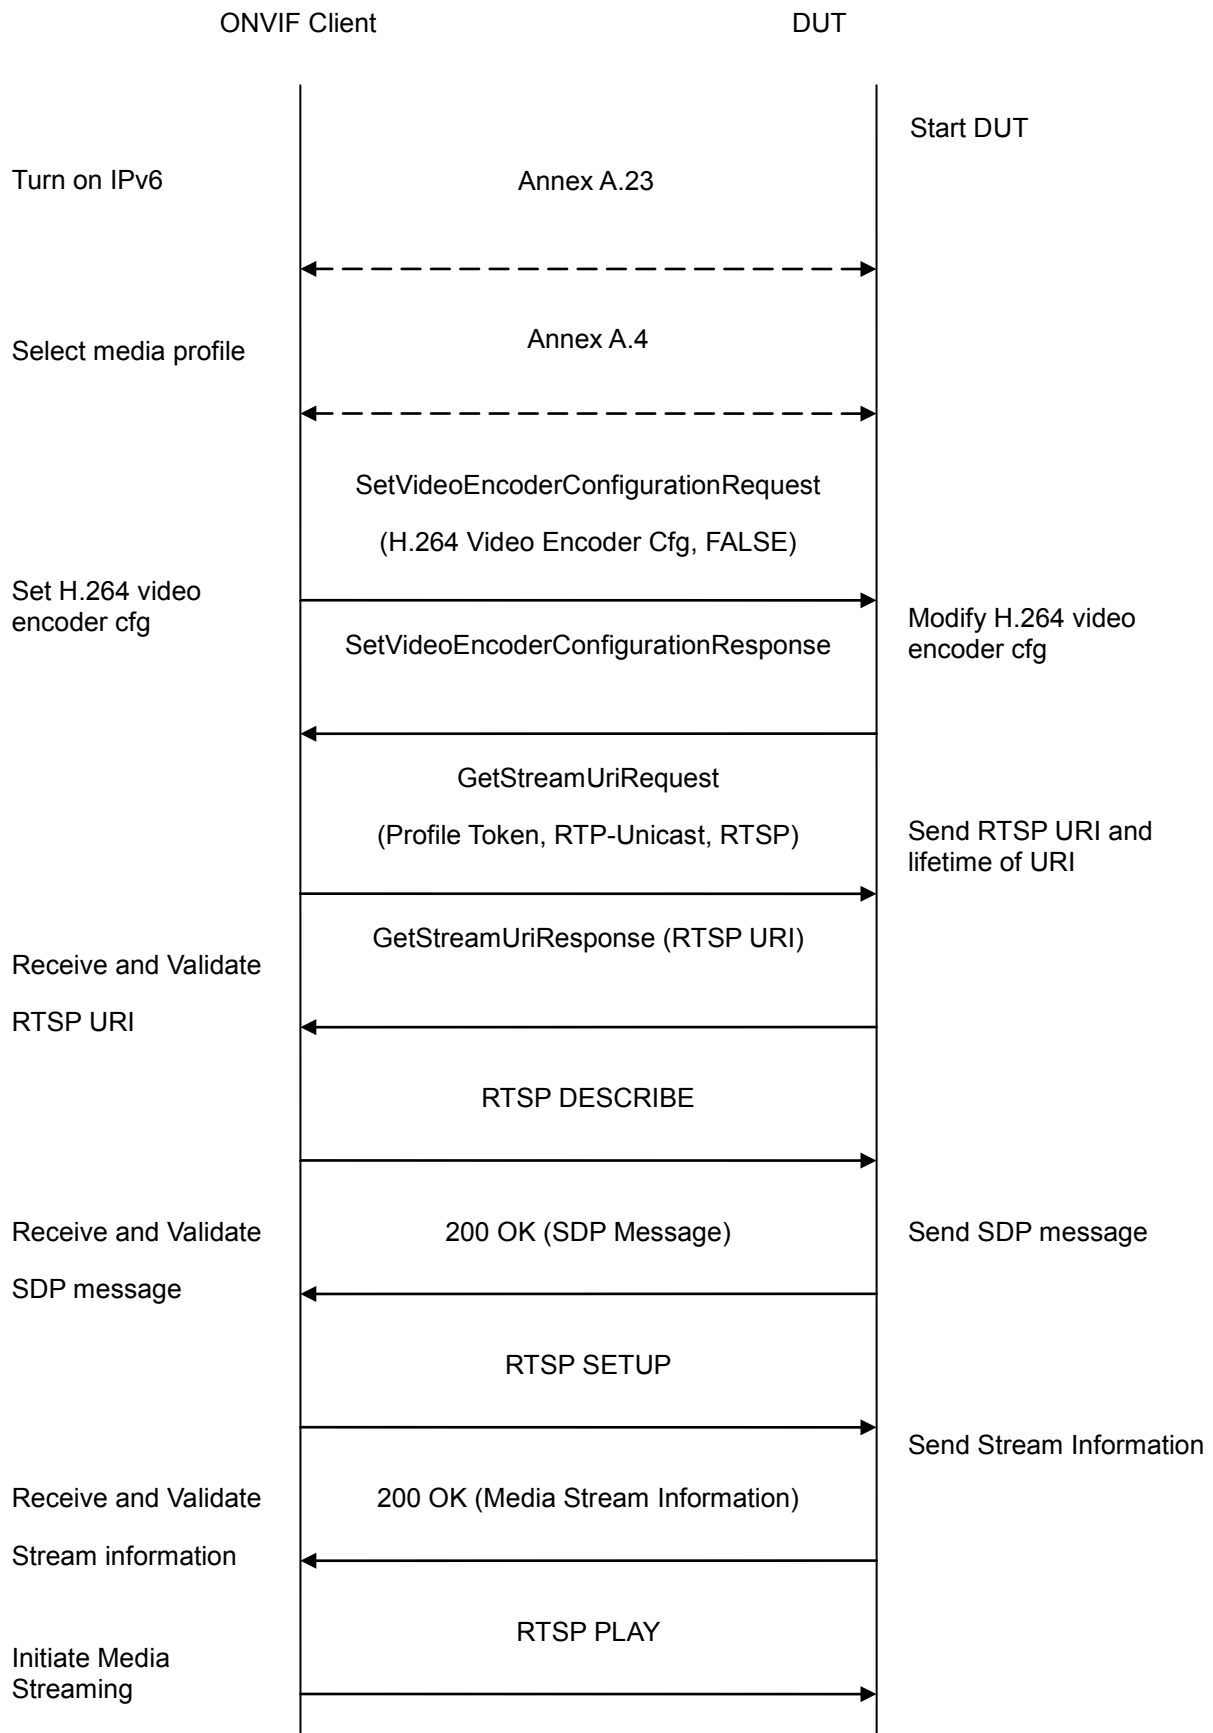 ONVIF Client
DUT
Start DUT
Turn on IPv6
Annex A.23
Select media profile
Annex A.4
SetVideoEncoderConfigurationRequest
(H.264 Video Encoder Cfg, FALSE)
Set H.264 video
encoder cfg
Modify H.264 video
encoder cfg
SetVideoEncoderConfigurationResponse
GetStreamUriRequest
(Profile Token, RTP-Unicast, RTSP)
Send RTSP URI and
lifetime of URI
GetStreamUriResponse (RTSP URI)
Receive and Validate
RTSP URI
RTSP DESCRIBE
Receive and Validate
SDP message
200 OK (SDP Message)
Send SDP message
RTSP SETUP
Send Stream Information
Receive and Validate
Stream information
200 OK (Media Stream Information)
RTSP PLAY
Initiate Media
Streaming